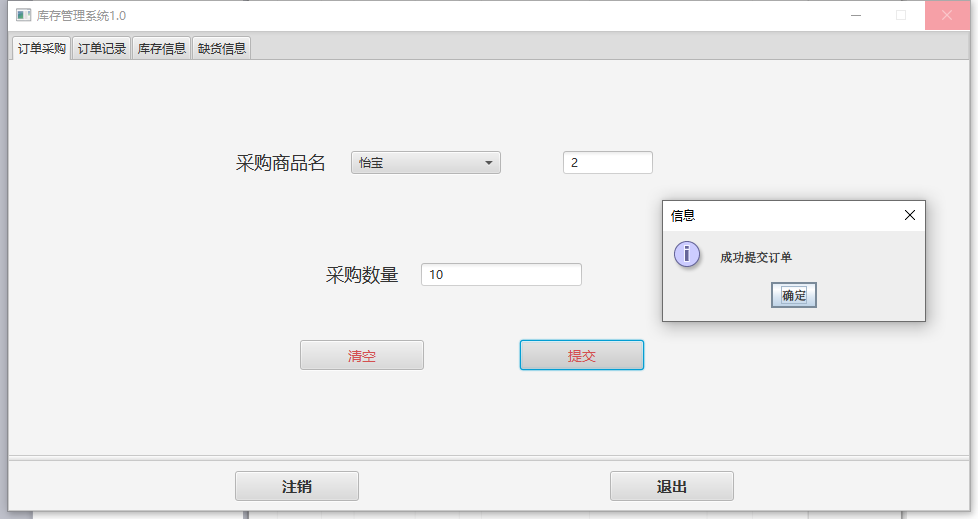 库存管理系统1.0
订单采购 订单记录 库存信息 缺货信息
采购商品名 怡宝 2
信息
成功提交订单
采购数量 10
确定
清空 提交
注销 退出